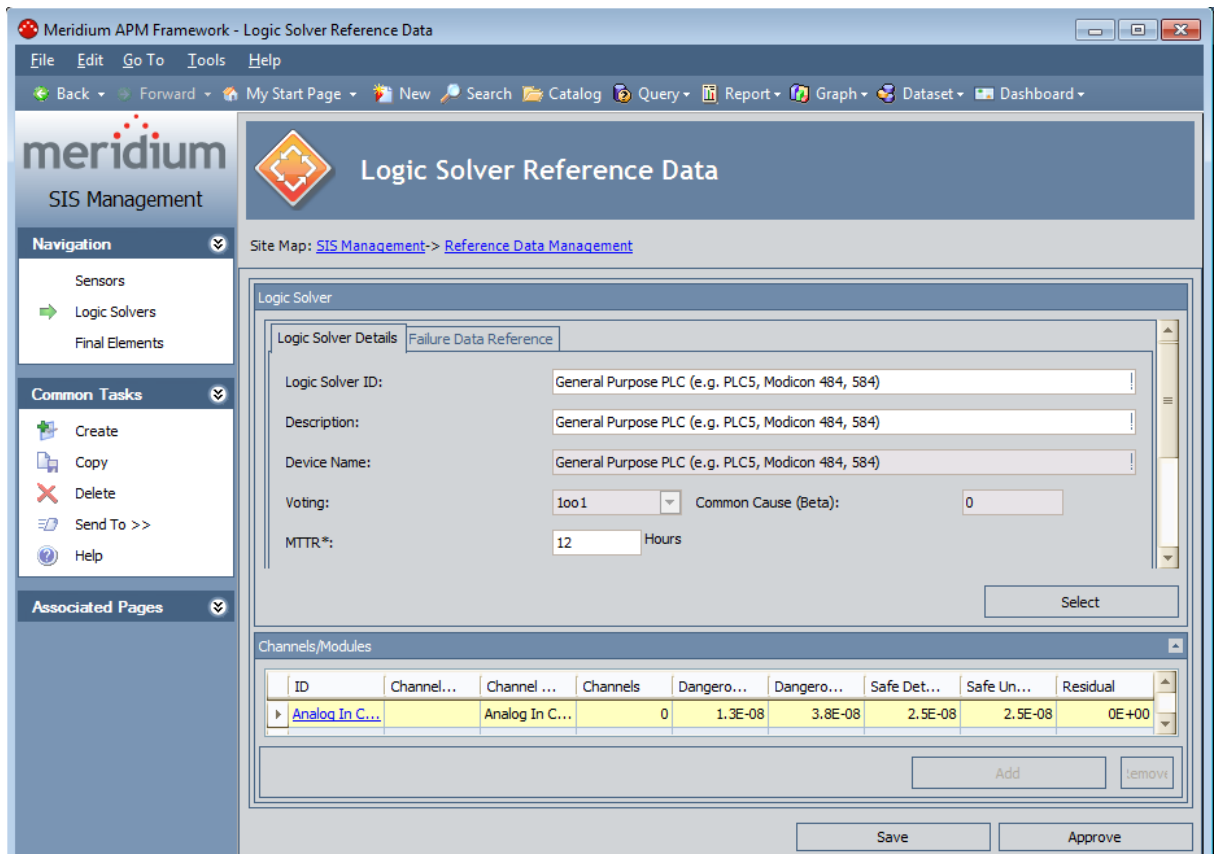 Meridium APM Framework - Logic Solver Reference Data
File Edit Go To Tools Help
Back Forward My Start Page New Search Catalog Query Report Graph Dataset Dashboard
meridium
SIS Management
Logic Solver Reference Data
Navigation
Sensors
Logic Solvers
Final Elements
Common Tasks
Create
Copy
Delete
Send To >>
Help
Associated Pages
Site Map: SIS Management-> Reference Data Management
Logic Solver
Logic Solver Details Failure Data Reference
Logic Solver ID: General Purpose PLC (e.g. PLC5, Modicon 484, 584)
Description: General Purpose PLC (e.g. PLC5, Modicon 484, 584)
Device Name: General Purpose PLC (e.g. PLC5, Modicon 484, 584)
Voting: 1oo1 Common Cause (Beta): 0
MTTR*: 12 Hours
Select
Channels/Modules
ID Channel... Channel ... Channels Dangero... Dangero... Safe Det... Safe Un... Residual
Analog In C... Analog In C... 0 1.3E-08 3.8E-08 2.5E-08 2.5E-08 0E+00
Add emove
Save Approve